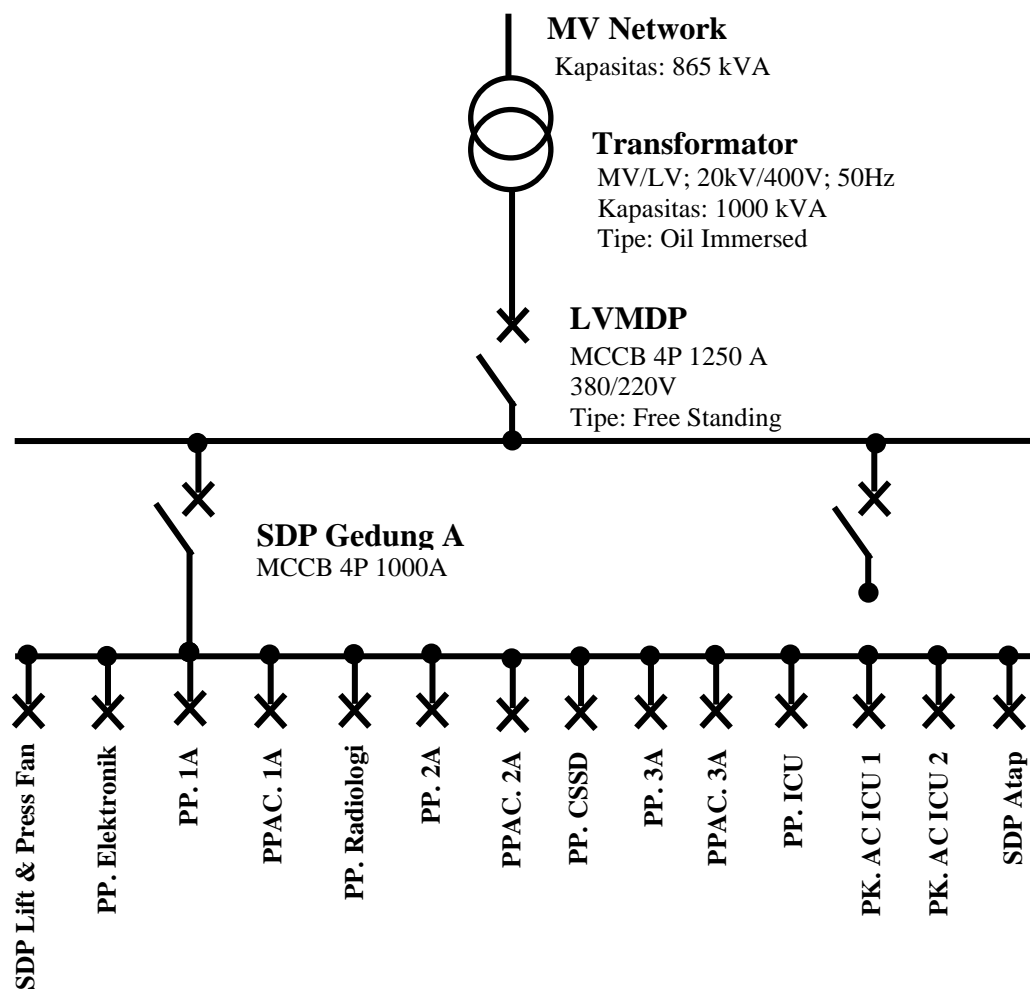 MV Network
Kapasitas: 865 kVA
Transformator
MV/LV; 20kV/400V; 50Hz
Kapasitas: 1000 kVA
Tipe: Oil Immersed
LVMDP
MCCB 4P 1250 A
380/220V
Tipe: Free Standing
SDP Gedung A
MCCB 4P 1000A
SDP Lift & Press Fan
PP. Elektronik
PP. 1A
PPAC. 1A
PP. Radiologi
PP. 2A
PPAC. 2A
PP. CSSD
PP. 3A
PPAC. 3A
PP. ICU
PK. AC ICU 1
PK. AC ICU 2
SDP Atap